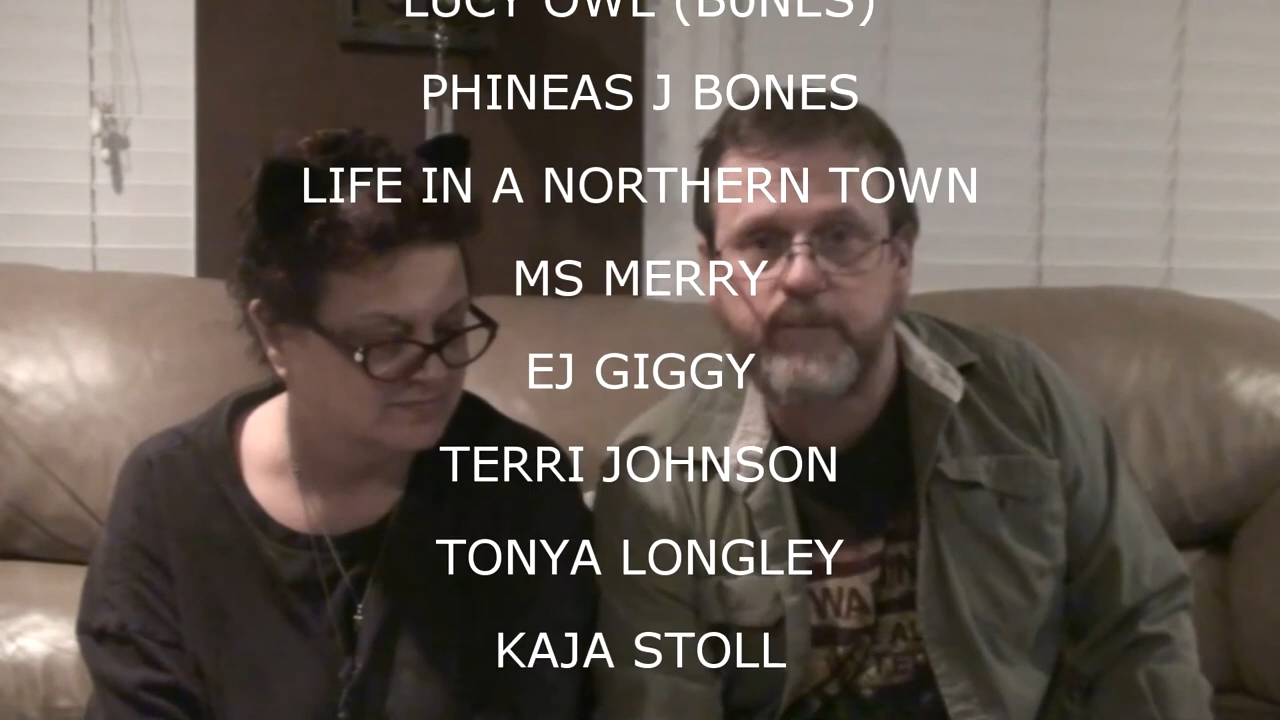 LUCY OWL (BONES)
PHINEAS J BONES
LIFE IN A NORTHERN TOWN
MS MERRY
EJ GIGGY
TERRI JOHNSON
TONYA LONGLEY
KAJA STOLL
WA